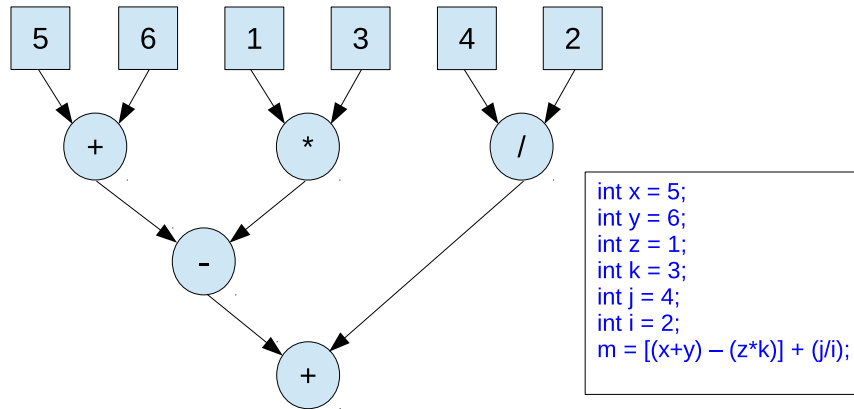 5 6 1 3 4 2
+ * /
-
+
int x = 5;
int y = 6;
int z = 1;
int k = 3;
int j = 4;
int i = 2;
m = [(x+y) – (z*k)] + (j/i);